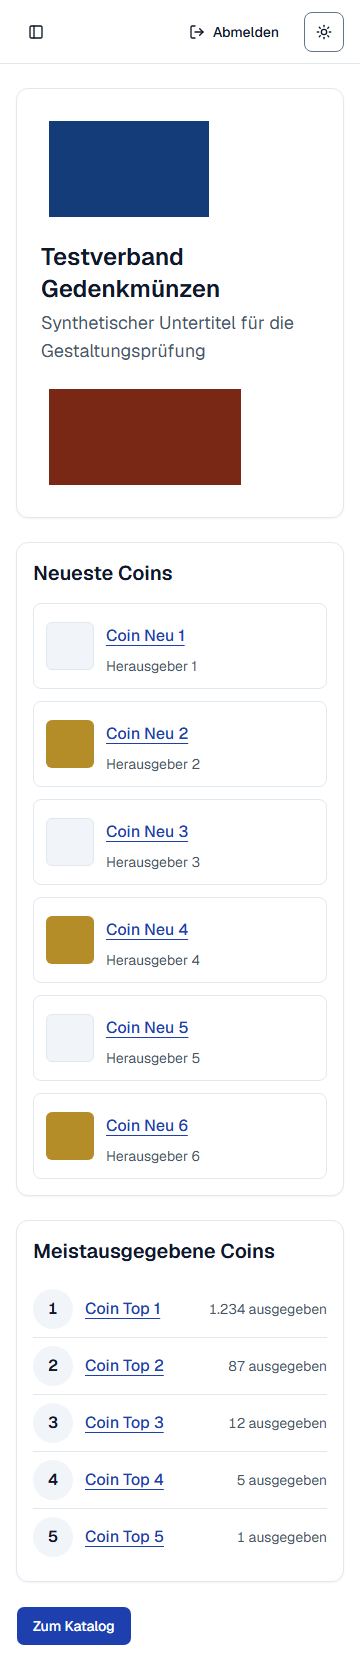 Abmelden
Testverband
Gedenkmünzen
Synthetischer Untertitel für die
Gestaltungsprüfung
Neueste Coins
Coin Neu 1
Herausgeber 1
Coin Neu 2
Herausgeber 2
Coin Neu 3
Herausgeber 3
Coin Neu 4
Herausgeber 4
Coin Neu 5
Herausgeber 5
Coin Neu 6
Herausgeber 6
Meistausgegebene Coins
1 Coin Top 1 1.234 ausgegeben
2 Coin Top 2 87 ausgegeben
3 Coin Top 3 12 ausgegeben
4 Coin Top 4 5 ausgegeben
5 Coin Top 5 1 ausgegeben
Zum Katalog